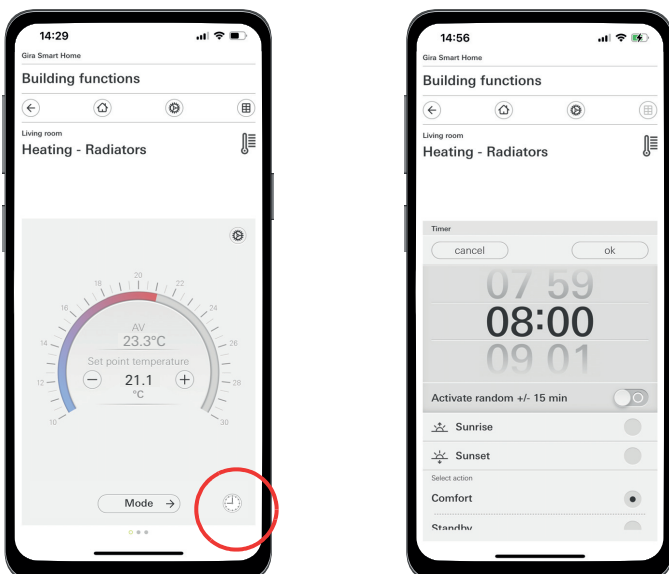 14:29
Gira Smart Home
Building functions
Living room
Heating - Radiators
10
12
14
16
18
20
22
24
26
28
30
AV
23.3°C
Set point temperature
21.1
°C
Mode
14:56
Gira Smart Home
Building functions
Living room
Heating - Radiators
Timer
cancel
ok
07 59
08:00
09 01
Activate random +/- 15 min
Sunrise
Sunset
Select action
Comfort
Standby